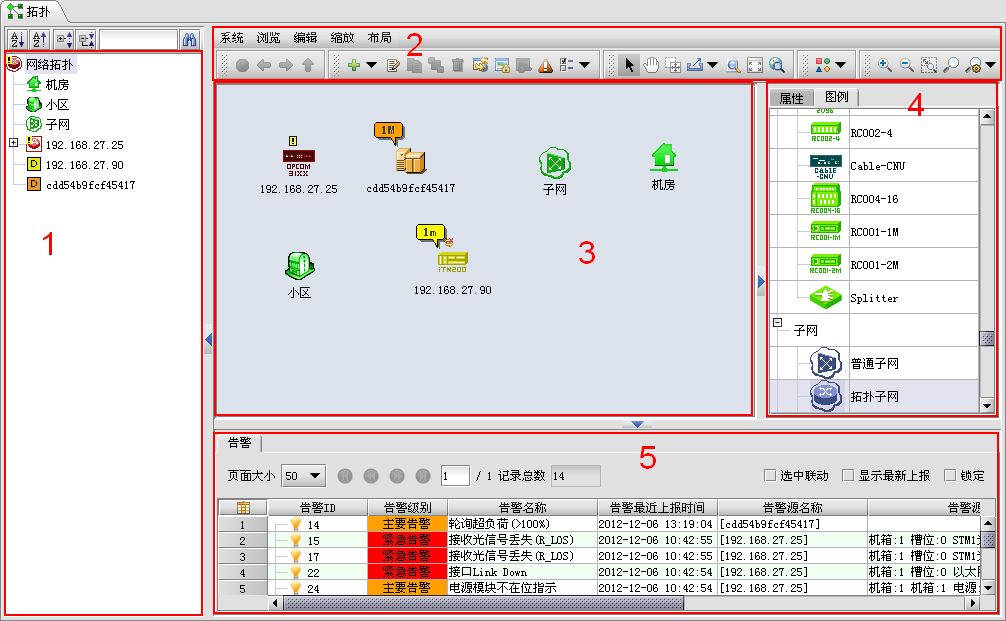 拓扑
网络拓扑
机房
小区
子网
192.168.27.25
192.168.27.90
cdd54b9fcf45417
1
系统 浏览 编辑 缩放 布局
2
1M
OPCOM
31XX
192.168.27.25
cdd54b9fcf45417
子网
机房
小区
1m
iTN200
192.168.27.90
3
属性 图例
4
RC002-4 RC002-4
Cable-CNU Cable-CNU
RC004-16 RC004-16
RC001-1M RC001-1M
RC001-2M RC001-2M
Splitter
子网
普通子网
拓扑子网
告警
5
页面大小 50 1 / 1 记录总数 14 选中联动 显示最新上报 锁定
告警ID 告警级别 告警名称 告警最近上报时间 告警源名称 告警源
1 14 主要告警 轮询超负荷(>100%) 2012-12-06 13:19:04 [cdd54b9fcf45417]
2 15 紧急告警 接收光信号丢失(R_LOS) 2012-12-06 10:42:55 [192.168.27.25] 机箱:1 槽位:0 STM1
3 17 紧急告警 接收光信号丢失(R_LOS) 2012-12-06 10:42:55 [192.168.27.25] 机箱:1 槽位:0 STM1
4 22 紧急告警 接口Link Down 2012-12-06 10:42:54 [192.168.27.25] 机箱:1 槽位:0 以太
5 24 主要告警 电源模块不在位指示 2012-12-06 10:42:54 [192.168.27.25] 机箱:1 机箱:1 电源